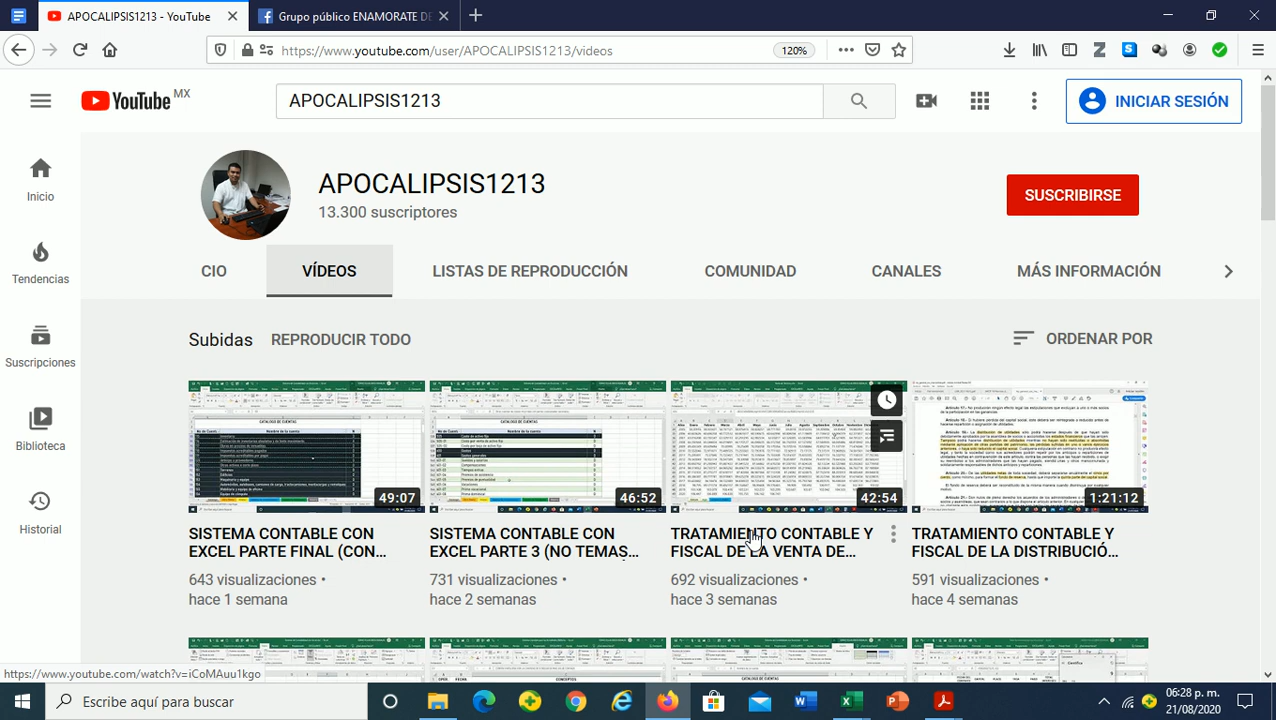 APOCALIPSIS1213 - YouTube
Grupo público ENAMORATE DE
https://www.youtube.com/user/APOCALIPSIS1213/videos
120%
YouTube MX
APOCALIPSIS1213
INICIAR SESIÓN
Inicio
Tendencias
Suscripciones
Biblioteca
Historial
APOCALIPSIS1213
13.300 suscriptores
SUSCRIBIRSE
CIO
VÍDEOS
LISTAS DE REPRODUCCIÓN
COMUNIDAD
CANALES
MÁS INFORMACIÓN
Subidas
REPRODUCIR TODO
ORDENAR POR
49:07
46:52
42:54
1:21:12
SISTEMA CONTABLE CON
EXCEL PARTE FINAL (CON...
643 visualizaciones •
hace 1 semana
SISTEMA CONTABLE CON
EXCEL PARTE 3 (NO TEMAS...
731 visualizaciones •
hace 2 semanas
TRATAMIENTO CONTABLE Y
FISCAL DE LA VENTA DE...
692 visualizaciones •
hace 3 semanas
TRATAMIENTO CONTABLE Y
FISCAL DE LA DISTRIBUCIÓ...
591 visualizaciones •
hace 4 semanas
https://www.youtube.com/watch?v=iCoMAuu1kgo
Escribe aquí para buscar
06:28 p. m.
21/08/2020